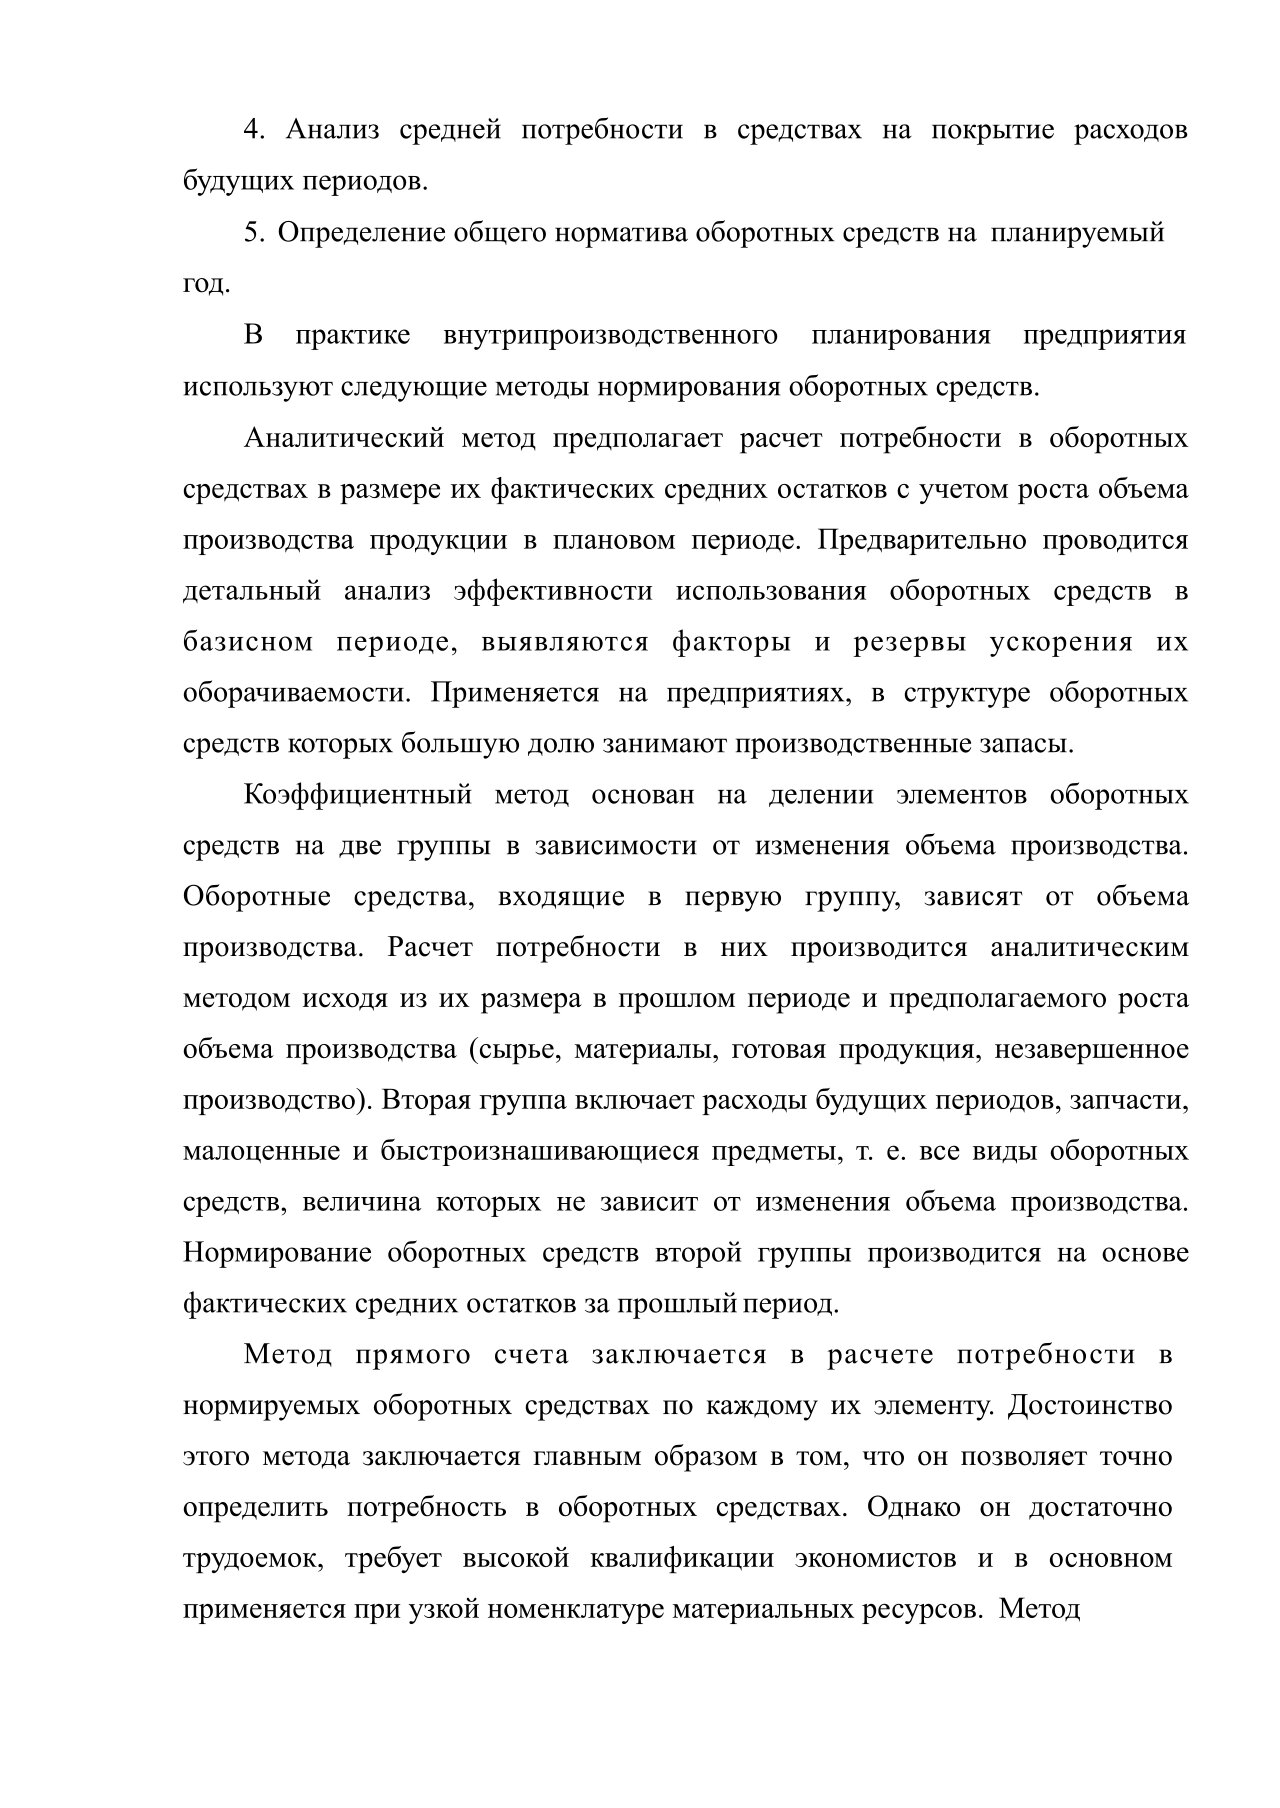 4. Анализ средней потребности в средствах на покрытие расходов
будущих периодов.
5. Определение общего норматива оборотных средств на планируемый
год.
В практике внутрипроизводственного планирования предприятия
используют следующие методы нормирования оборотных средств.
Аналитический метод предполагает расчет потребности в оборотных
средствах в размере их фактических средних остатков с учетом роста объема
производства продукции в плановом периоде. Предварительно проводится
детальный анализ эффективности использования оборотных средств в
базисном периоде, выявляются факторы и резервы ускорения их
оборачиваемости. Применяется на предприятиях, в структуре оборотных
средств которых большую долю занимают производственные запасы.
Коэффициентный метод основан на делении элементов оборотных
средств на две группы в зависимости от изменения объема производства.
Оборотные средства, входящие в первую группу, зависят от объема
производства. Расчет потребности в них производится аналитическим
методом исходя из их размера в прошлом периоде и предполагаемого роста
объема производства (сырье, материалы, готовая продукция, незавершенное
производство). Вторая группа включает расходы будущих периодов, запчасти,
малоценные и быстроизнашивающиеся предметы, т. е. все виды оборотных
средств, величина которых не зависит от изменения объема производства.
Нормирование оборотных средств второй группы производится на основе
фактических средних остатков за прошлый период.
Метод прямого счета заключается в расчете потребности в
нормируемых оборотных средствах по каждому их элементу. Достоинство
этого метода заключается главным образом в том, что он позволяет точно
определить потребность в оборотных средствах. Однако он достаточно
трудоемок, требует высокой квалификации экономистов и в основном
применяется при узкой номенклатуре материальных ресурсов. Метод